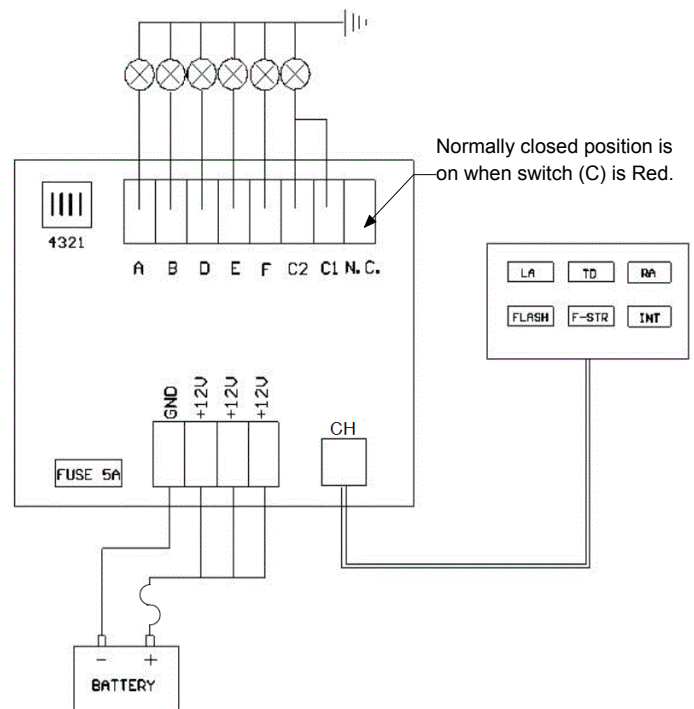 Normally closed position is
on when switch (C) is Red.
4321
A B D E F C2 C1 N.C.
LA TD RA
FLASH F-STR INT
GND +12V +12V +12V
CH
FUSE 5A
- +
BATTERY